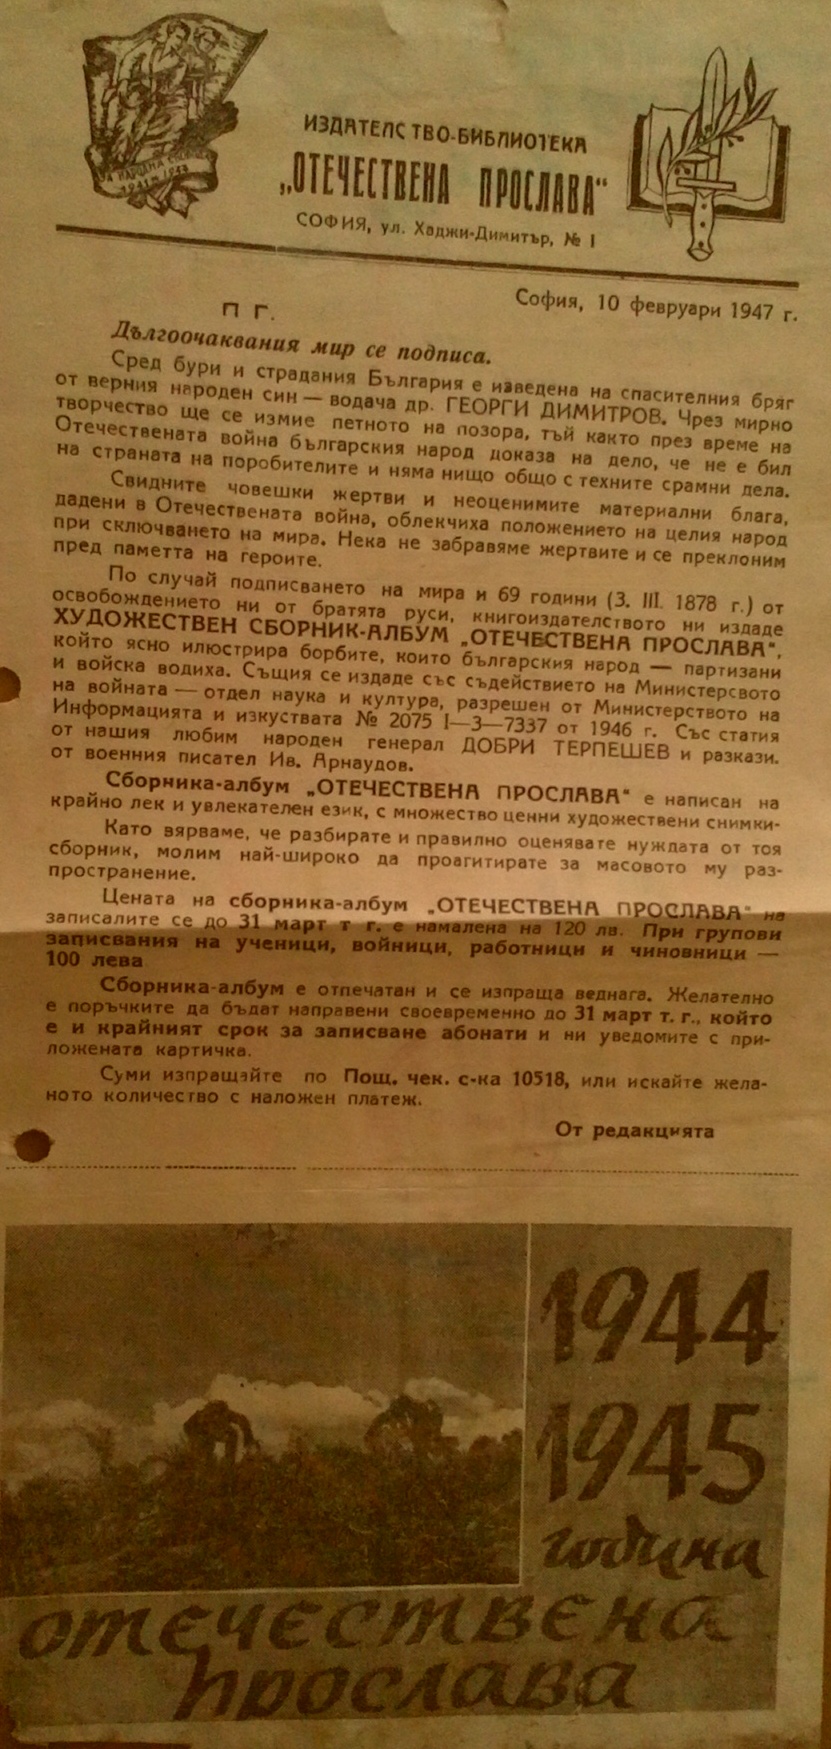 НАРОДНА СВОБОДА
ИЗДАТЕЛСТВО-БИБЛИОТЕКА
„ОТЕЧЕСТВЕНА ПРОСЛАВА“
СОФИЯ, ул. Хаджи-Димитър, № 1
София, 10 февруари 1947 г.
П Г.
Дългоочаквания мир се подписа.
Сред бури и страдания България е изведена на спасителния бряг
от верния народен син — водача др. ГЕОРГИ ДИМИТРОВ. Чрез мирно
творчество ще се измие петното на позора, тъй както през време на
Отечествената война българския народ доказа на дело, че не е бил
на страната на поробителите и няма нищо общо с техните срамни дела.
Свидните човешки жертви и неоценимите материални блага,
дадени в Отечествената война, облекчиха положението на целия народ
при сключването на мира. Нека не забравяме жертвите и се преклоним
пред паметта на героите.
По случай подписването на мира и 69 години (3. III. 1878 г.) от
освобождението ни от братята руси, книгоиздателството ни издаде
ХУДОЖЕСТВЕН СБОРНИК-АЛБУМ „ОТЕЧЕСТВЕНА ПРОСЛАВА“,
който ясно илюстрира борбите, които българския народ — партизани
и войска водиха. Същия се издаде със съдействието на Министерсвото
на войната — отдел наука и култура, разрешен от Министерството на
Информацията и изкуствата № 2075 I—3—7337 от 1946 г. Със статия
от нашия любим народен генерал ДОБРИ ТЕРПЕШЕВ и разкази.
от военния писател Ив. Арнаудов.
Сборника-албум „ОТЕЧЕСТВЕНА ПРОСЛАВА“ е написан на
крайно лек и увлекателен език, с множество ценни художествени снимки-
Като вярваме, че разбирате и правилно оценявате нуждата от тоя
сборник, молим най-широко да проагитирате за масовото му раз-
пространение.
Цената на сборника-албум „ОТЕЧЕСТВЕНА ПРОСЛАВА“ на
записалите се до 31 март т г. е намалена на 120 лв. При групови
записвания на ученици, войници, работници и чиновници —
100 лева
Сборника-албум е отпечатан и се изпраща веднага. Желателно
е поръчките да бъдат направени своевременно до 31 март т. г., който
е и крайният срок за записване абонати и ни уведомите с при-
ложената картичка.
Суми изпращайте по Пощ. чек. с-ка 10518, или искайте жела-
ното количество с наложен платеж.
От редакцията
1944
1945
година
отечествена
прослава